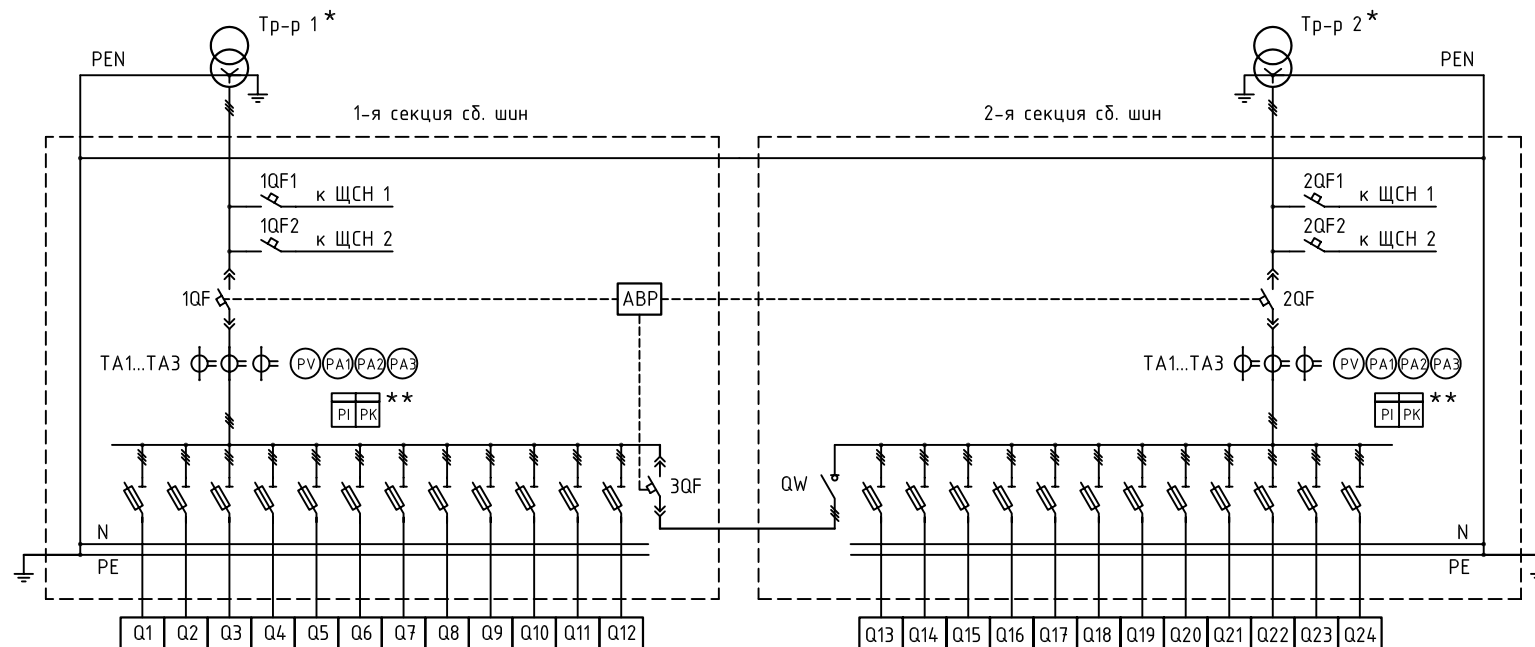 Тр-р 1 *
Тр-р 2 *
PEN
PEN
1-я секция сб. шин
2-я секция сб. шин
1QF1
к ЩСН 1
2QF1
к ЩСН 1
1QF2
к ЩСН 2
2QF2
к ЩСН 2
1QF
АВР
2QF
ТА1...ТА3
PV
PA1
PA2
PA3
ТА1...ТА3
PV
PA1
PA2
PA3
PI
PK
**
PI
PK
**
3QF
QW
N
N
PE
PE
Q1
Q2
Q3
Q4
Q5
Q6
Q7
Q8
Q9
Q10
Q11
Q12
Q13
Q14
Q15
Q16
Q17
Q18
Q19
Q20
Q21
Q22
Q23
Q24